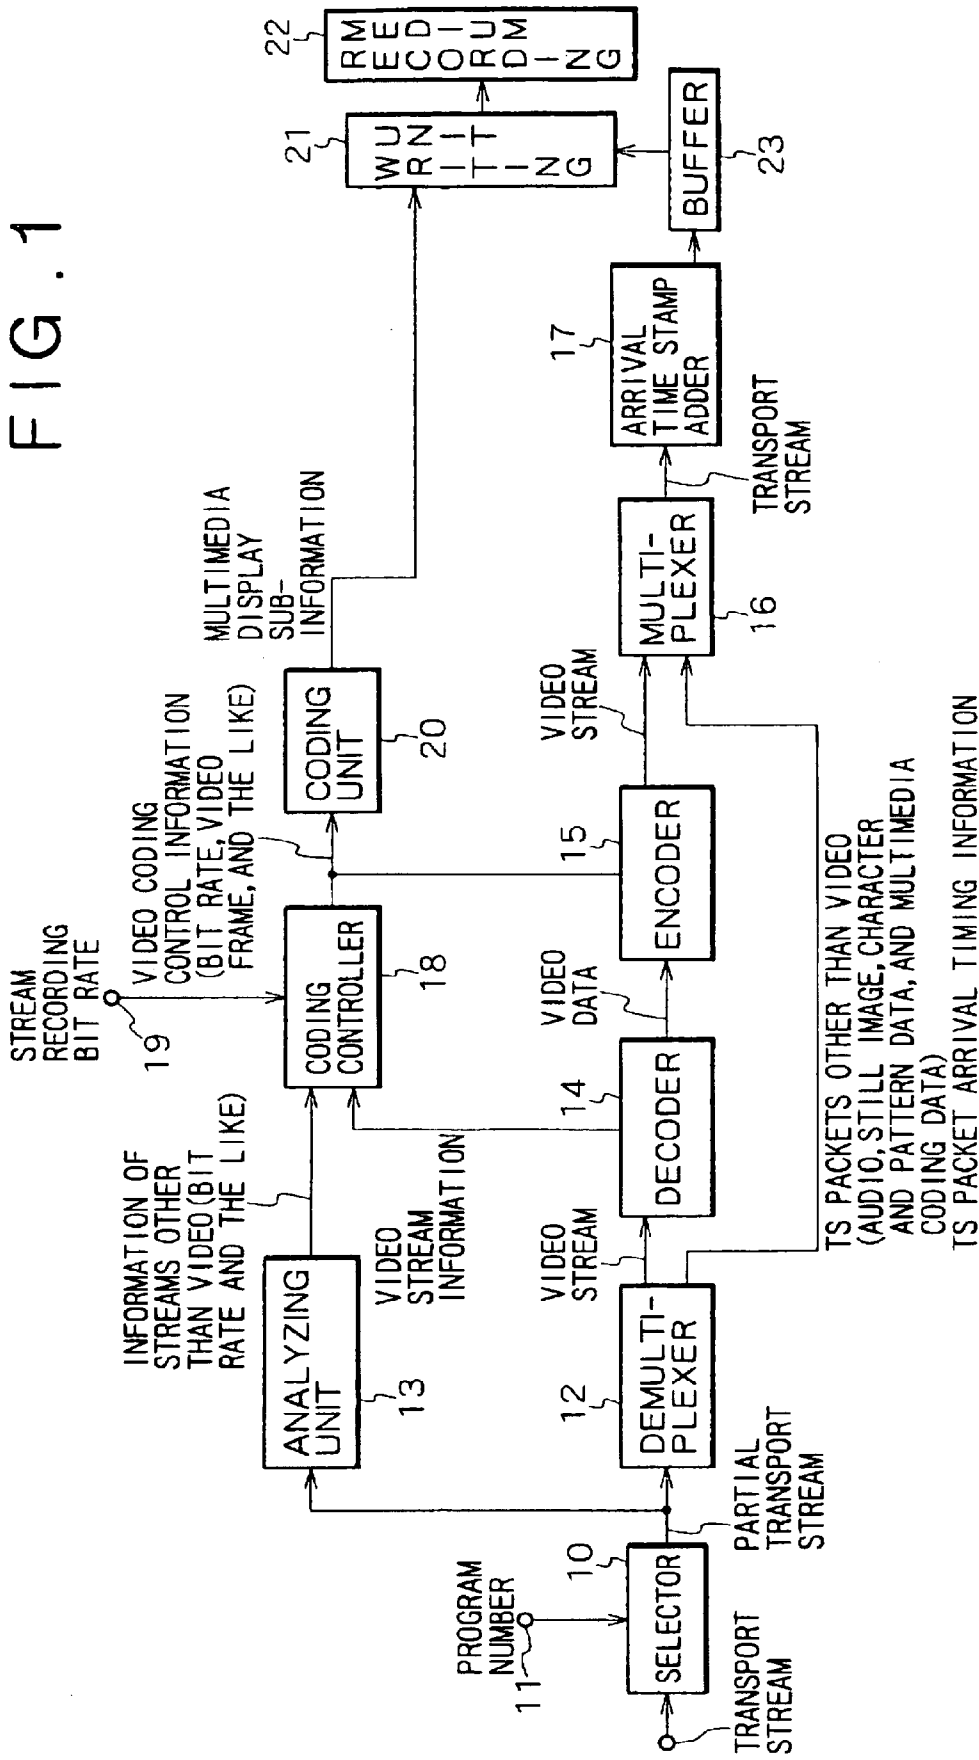 FIG. 1
STREAM
RECORDING
BIT RATE
19
INFORMATION OF
STREAMS OTHER
THAN VIDEO(BIT
RATE AND THE LIKE)
VIDEO CODING
CONTROL INFORMATION
(BIT RATE, VIDEO
FRAME, AND THE LIKE)
MULTIMEDIA
DISPLAY
SUB-
INFORMATION
ANALYZING
UNIT
13
CODING
CONTROLLER
18
CODING
UNIT
20
21
WRITING
UNIT
22
RECORDING
MEDIUM
VIDEO
STREAM
INFORMATION
PROGRAM
NUMBER
11
10
SELECTOR
TRANSPORT
STREAM
PARTIAL
TRANSPORT
STREAM
12
DEMULTI-
PLEXER
VIDEO
STREAM
14
DECODER
VIDEO
DATA
15
ENCODER
VIDEO
STREAM
MULTI-
PLEXER
16
TRANSPORT
STREAM
17
ARRIVAL
TIME STAMP
ADDER
BUFFER
23
TS PACKETS OTHER THAN VIDEO
(AUDIO, STILL IMAGE, CHARACTER
AND PATTERN DATA, AND MULTIMEDIA
CODING DATA)
TS PACKET ARRIVAL TIMING INFORMATION